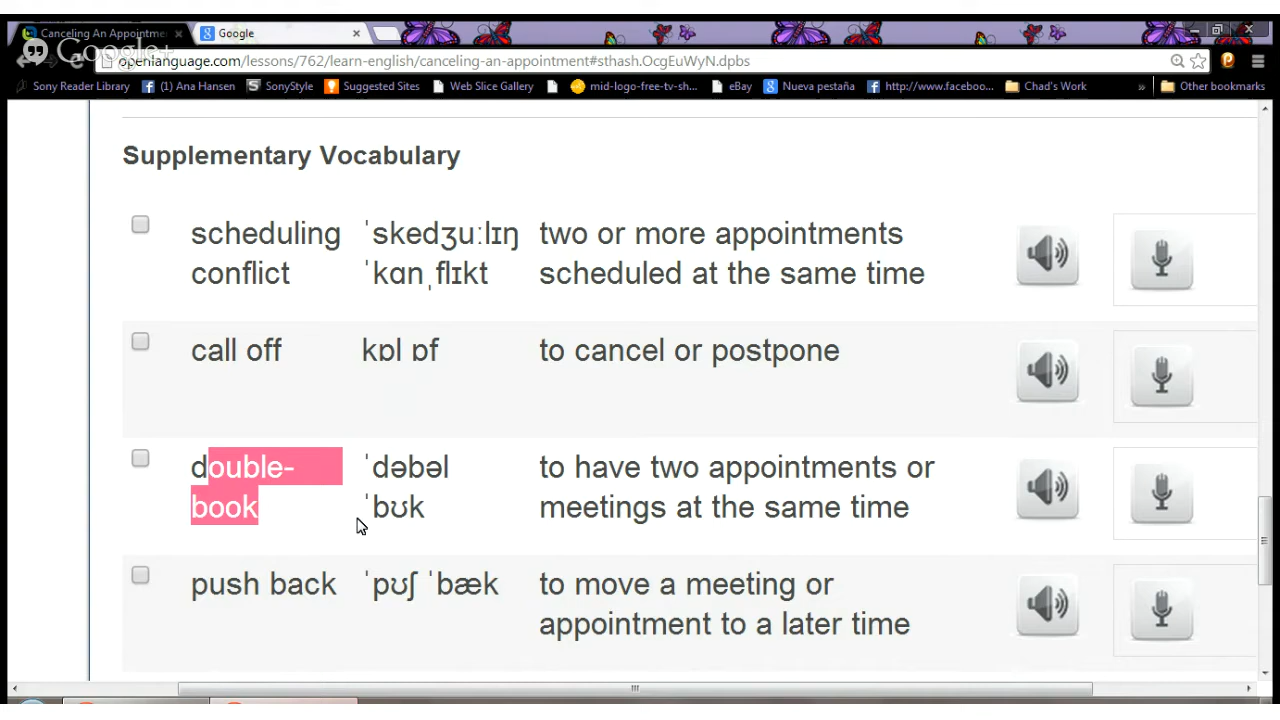 Canceling An Appointme
Google
Google+
openlanguage.com/lessons/762/learn-english/canceling-an-appointment#sthash.OcgEuWyN.dpbs
Sony Reader Library
(1) Ana Hansen
SonyStyle
Suggested Sites
Web Slice Gallery
mid-logo-free-tv-sh...
eBay
Nueva pestaña
http://www.faceboo...
Chad's Work
»
Other bookmarks
Supplementary Vocabulary
scheduling ˈskedʒuːlɪŋ two or more appointments
conflict ˈkɑnˌflɪkt scheduled at the same time
call off kɒl ɒf to cancel or postpone
double- ˈdəbəl to have two appointments or
book ˈbʊk meetings at the same time
push back ˈpʊʃ ˈbæk to move a meeting or
appointment to a later time